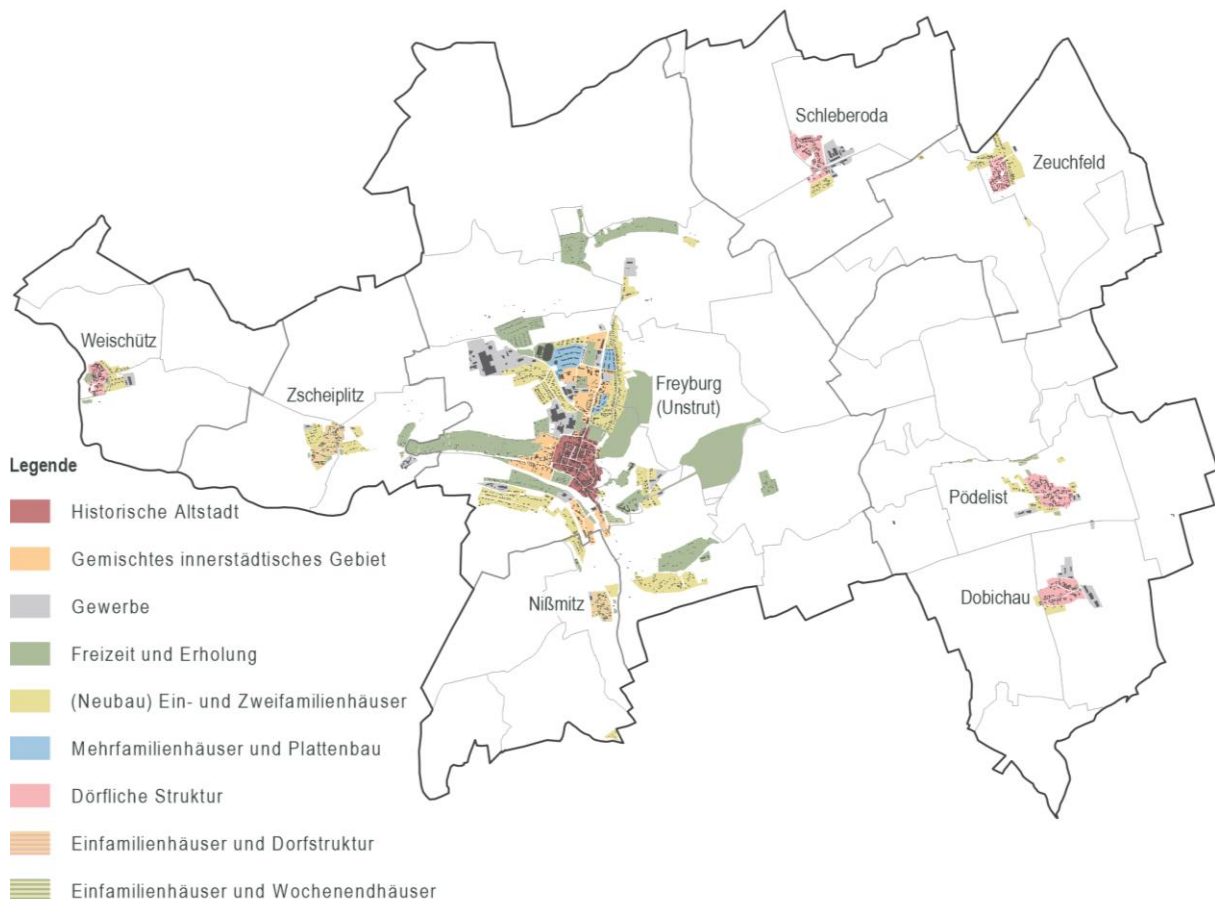 Schleberoda
Zeuchfeld
Weischütz
Zscheiplitz
Freyburg
(Unstrut)
Pödelist
Nißmitz
Dobichau
Legende
Historische Altstadt
Gemischtes innerstädtisches Gebiet
Gewerbe
Freizeit und Erholung
(Neubau) Ein- und Zweifamilienhäuser
Mehrfamilienhäuser und Plattenbau
Dörfliche Struktur
Einfamilienhäuser und Dorfstruktur
Einfamilienhäuser und Wochenendhäuser